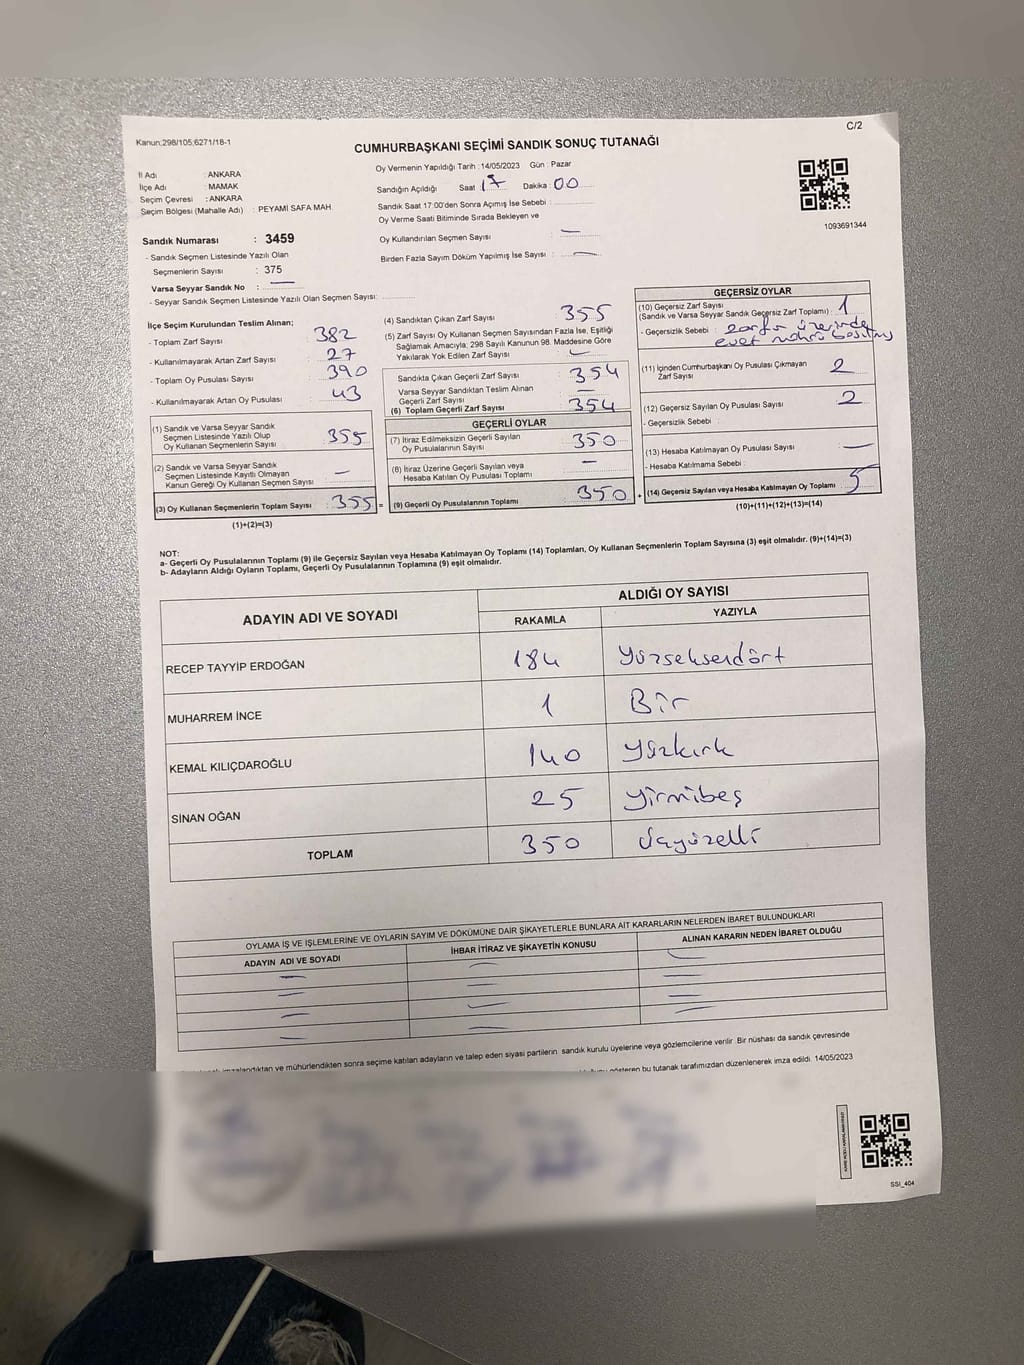 C/2
Kanun:298/105;6271/18-1
CUMHURBAŞKANI SEÇİMİ SANDIK SONUÇ TUTANAĞI
İl Adı : ANKARA
İlçe Adı : MAMAK
Seçim Çevresi : ANKARA
Seçim Bölgesi (Mahalle Adı) : PEYAMİ SAFA MAH.
Oy Vermenin Yapıldığı Tarih : 14/05/2023 Gün : Pazar
Sandığın Açıldığı Saat 17 Dakika : 00
Sandık Saat 17:00'den Sonra Açımış İse Sebebi :
Oy Verme Saati Bitiminde Sırada Bekleyen ve
Oy Kullandırılan Seçmen Sayısı : —
Birden Fazla Sayım Döküm Yapılmış İse Sayısı : —
1093691344
Sandık Numarası : 3459
- Sandık Seçmen Listesinde Yazılı Olan
Seçmenlerin Sayısı : 375
Varsa Seyyar Sandık No : —
- Seyyar Sandık Seçmen Listesinde Yazılı Olan Seçmen Sayısı:
İlçe Seçim Kurulundan Teslim Alınan;
- Toplam Zarf Sayısı : 382
- Kullanılmayarak Artan Zarf Sayısı : 27
- Toplam Oy Pusulası Sayısı : 390
- Kullanılmayarak Artan Oy Pusulası : 43
(1) Sandık ve Varsa Seyyar Sandık
Seçmen Listesinde Yazılı Olup
Oy Kullanan Seçmenlerin Sayısı : 355
(2) Sandık ve Varsa Seyyar Sandık
Seçmen Listesinde Kayıtlı Olmayan
Kanun Gereği Oy Kullanan Seçmen Sayısı : —
(3) Oy Kullanan Seçmenlerin Toplam Sayısı : 355 =
(1)+(2)=(3)
(4) Sandıktan Çıkan Zarf Sayısı : 355
(5) Zarf Sayısı Oy Kullanan Seçmen Sayısından Fazla İse, Eşitliği
Sağlamak Amacıyla, 298 Sayılı Kanunun 98. Maddesine Göre
Yakılarak Yok Edilen Zarf Sayısı : —
Sandıkta Çıkan Geçerli Zarf Sayısı : 354
Varsa Seyyar Sandıktan Teslim Alınan
Geçerli Zarf Sayısı : —
(6) Toplam Geçerli Zarf Sayısı : 354
GEÇERLİ OYLAR
(7) İtiraz Edilmeksizin Geçerli Sayılan
Oy Pusulalarının Sayısı : 350
(8) İtiraz Üzerine Geçerli Sayılan veya
Hesaba Katılan Oy Pusulası Toplamı : —
(9) Geçerli Oy Pusulalarının Toplamı : 350 +
GEÇERSİZ OYLAR
(10) Geçersiz Zarf Sayısı
(Sandık ve Varsa Seyyar Sandık Geçersiz Zarf Toplamı) : 1
- Geçersizlik Sebebi : zarfın üzerinde
evet mührü basılmış
(11) İçinden Cumhurbaşkanı Oy Pusulası Çıkmayan
Zarf Sayısı : 2
(12) Geçersiz Sayılan Oy Pusulası Sayısı : 2
- Geçersizlik Sebebi :
(13) Hesaba Katılmayan Oy Pusulası Sayısı : —
- Hesaba Katılmama Sebebi :
(14) Geçersiz Sayılan veya Hesaba Katılmayan Oy Toplamı : 5
(10)+(11)+(12)+(13)=(14)
NOT:
a- Geçerli Oy Pusulalarının Toplamı (9) ile Geçersiz Sayılan veya Hesaba Katılmayan Oy Toplamı (14) Toplamları, Oy Kullanan Seçmenlerin Toplam Sayısına (3) eşit olmalıdır. (9)+(14)=(3)
b- Adayların Aldığı Oyların Toplamı, Geçerli Oy Pusulalarının Toplamına (9) eşit olmalıdır.
ADAYIN ADI VE SOYADI ALDIĞI OY SAYISI
RAKAMLA YAZIYLA
RECEP TAYYİP ERDOĞAN 184 Yüzseksendört
MUHARREM İNCE 1 Bir
KEMAL KILIÇDAROĞLU 140 Yüzkırk
SİNAN OĞAN 25 Yirmibeş
TOPLAM 350 üçyüzelli
OYLAMA İŞ VE İŞLEMLERİNE VE OYLARIN SAYIM VE DÖKÜMÜNE DAİR ŞİKAYETLERLE BUNLARA AİT KARARLARIN NELERDEN İBARET BULUNDUKLARI
ADAYIN ADI VE SOYADI İHBAR İTİRAZ VE ŞİKAYETİN KONUSU ALINAN KARARIN NEDEN İBARET OLDUĞU
— — —
— — —
— — —
— — —
ve mühürlendikten sonra seçime katılan adayların ve talep eden siyasi partilerin sandık kurulu üyelerine veya gözlemcilerine verilir. Bir nüshası da sandık çevresinde
bu tutanak tarafımızdan düzenlenerek imza edildi. 14/05/2023
SSI_404